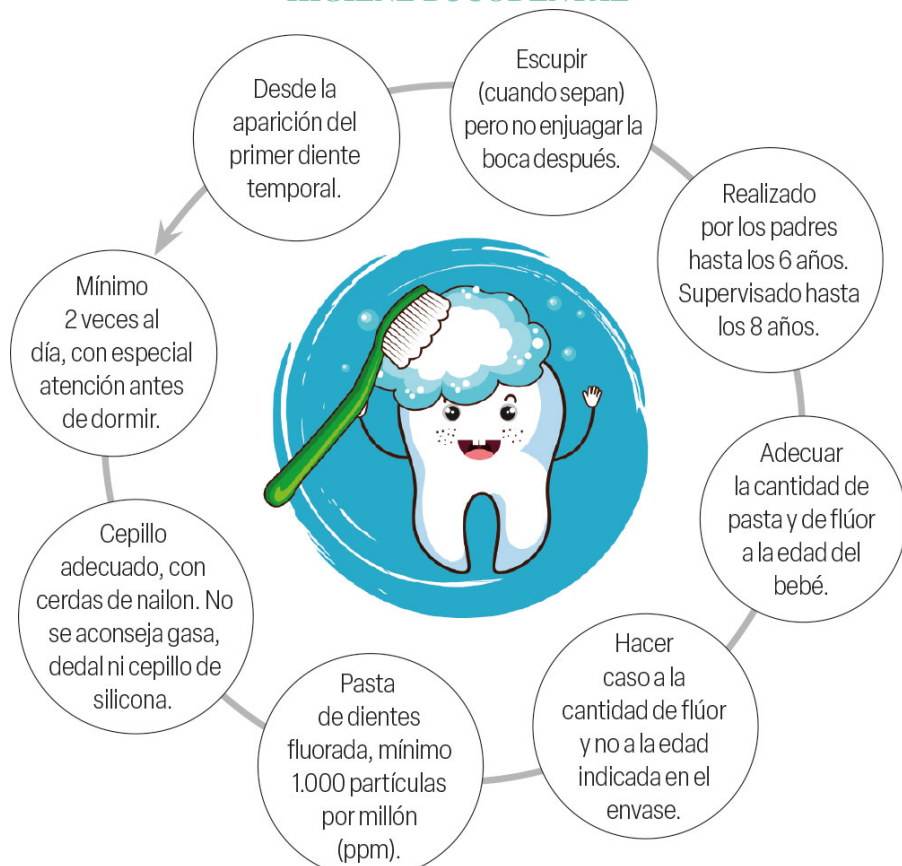 HIGIENE BUCODENTAL
Desde la
aparición del
primer diente
temporal.
Mínimo
2 veces al
día, con especial
atención antes
de dormir.
Cepillo
adecuado, con
cerdas de nailon. No
se aconseja gasa,
dedal ni cepillo de
silicona.
Pasta
de dientes
fluorada, mínimo
1.000 partículas
por millón
(ppm).
Hacer
caso a la
cantidad de flúor
y no a la edad
indicada en el
envase.
Adecuar
la cantidad de
pasta y de flúor
a la edad del
bebé.
Realizado
por los padres
hasta los 6 años.
Supervisado hasta
los 8 años.
Escupir
(cuando sepan)
pero no enjuagar la
boca después.